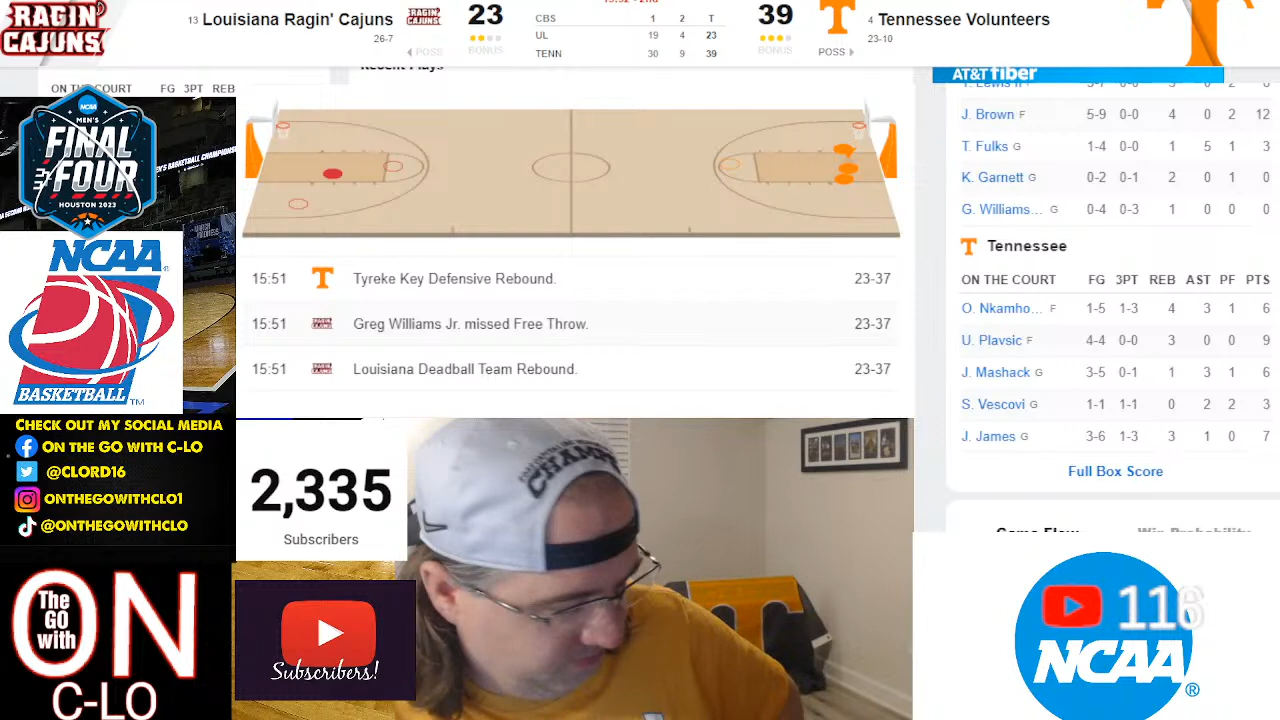 RAGIN'
CAJUNS
13 Louisiana Ragin' Cajuns
26-7
RAGIN'
CAJUNS
POSS
23
BONUS
CBS 1 2 T
UL 19 4 23
TENN 30 9 39
39
BONUS
POSS
4 Tennessee Volunteers
23-10
ON THE COURT FG 3PT REB
Recent Plays
AT&T fiber
J. Brown F 5-9 0-0 4 0 2 12
T. Fulks G 1-4 0-0 1 5 1 3
K. Garnett G 0-2 0-1 2 0 1 0
G. Williams... G 0-4 0-3 1 0 0 0
Tennessee
ON THE COURT FG 3PT REB AST PF PTS
O. Nkamho... F 1-5 1-3 4 3 1 6
U. Plavsic F 4-4 0-0 3 0 0 9
J. Mashack G 3-5 0-1 1 3 1 6
S. Vescovi G 1-1 1-1 0 2 2 3
J. James G 3-6 1-3 3 1 0 7
Full Box Score
15:51 Tyreke Key Defensive Rebound. 23-37
15:51 Greg Williams Jr. missed Free Throw. 23-37
15:51 Louisiana Deadball Team Rebound. 23-37
NCAA
MEN'S
FINAL
FOUR
HOUSTON 2023
NCAA
BASKETBALL TM
CHECK OUT MY SOCIAL MEDIA
ON THE GO WITH C-LO
@CLORD16
ONTHEGOWITHCLO1
@ONTHEGOWITHCLO
2,335
Subscribers
The
GO
with
ON
C-LO
Subscribers!
116
NCAA